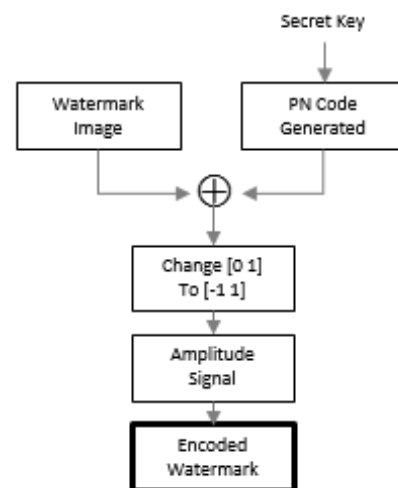 Secret Key
Watermark
Image
PN Code
Generated
Change [0 1]
To [-1 1]
Amplitude
Signal
Encoded
Watermark